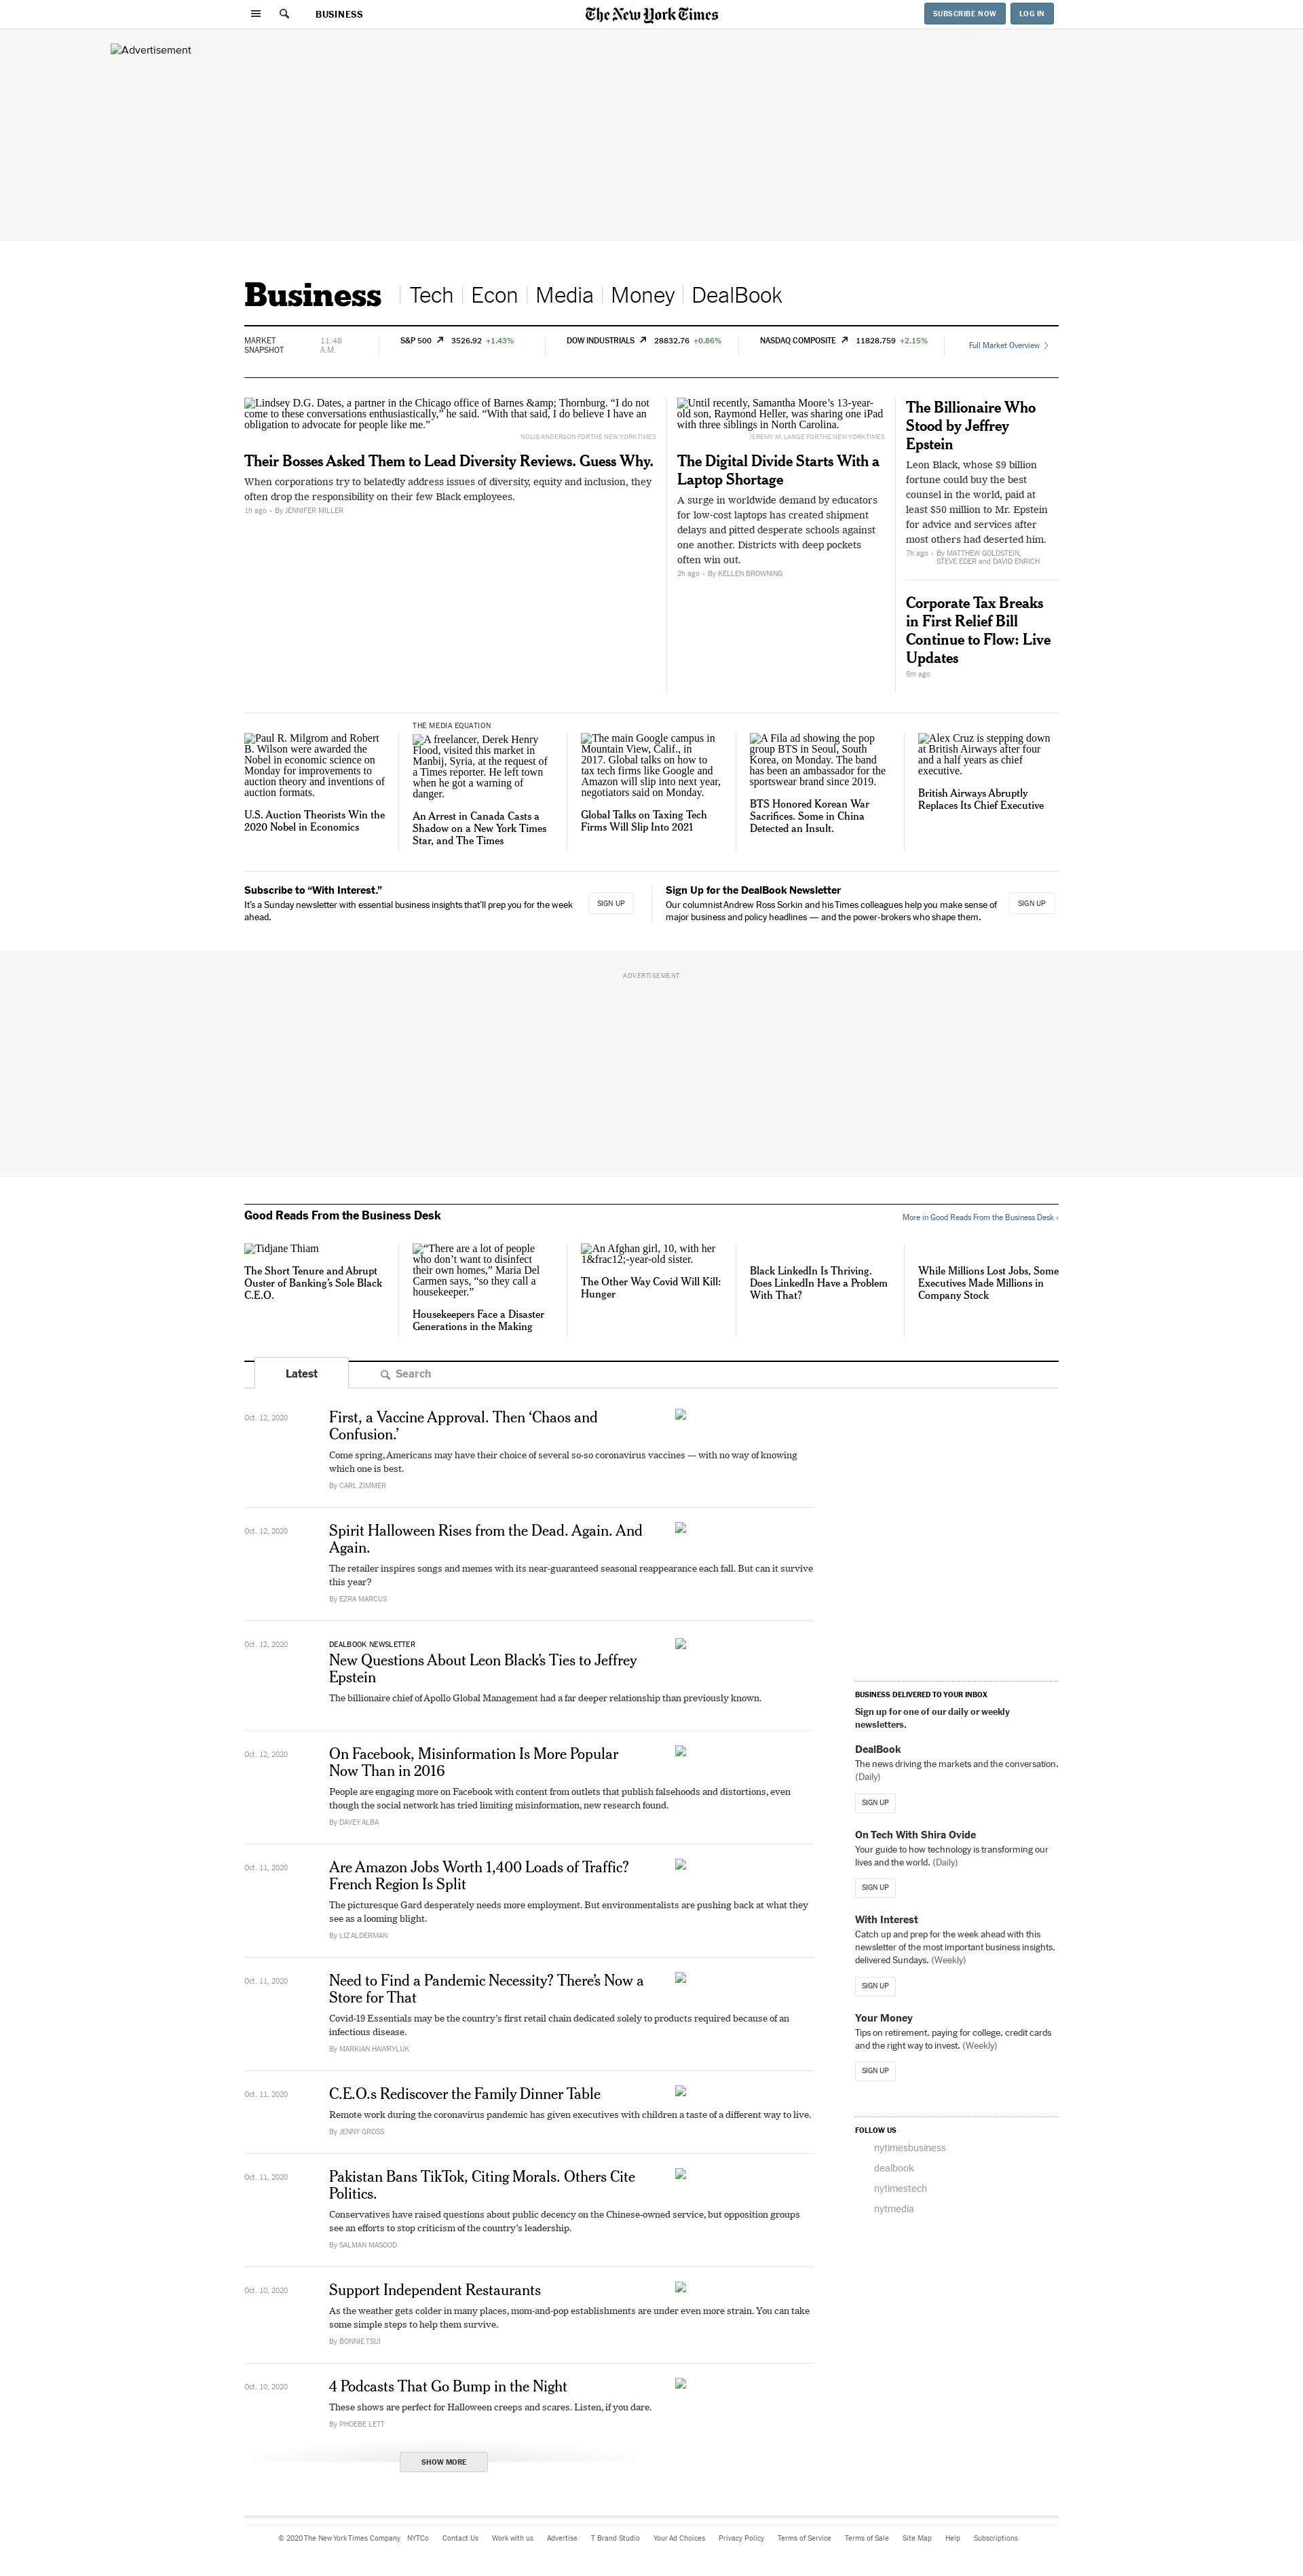 BUSINESS
The New York Times
SUBSCRIBE NOW
LOG IN
Advertisement
Business
Tech
Econ
Media
Money
DealBook
MARKET
SNAPSHOT
11:48
A.M.
S&P 500 3526.92 +1.43%
DOW INDUSTRIALS 28832.76 +0.86%
NASDAQ COMPOSITE 11828.759 +2.15%
Full Market Overview
Lindsey D.G. Dates, a partner in the Chicago office of Barnes &amp; Thornburg. “I do not
come to these conversations enthusiastically,” he said. “With that said, I do believe I have an
obligation to advocate for people like me.”
NOLIS ANDERSON FOR THE NEW YORK TIMES
Their Bosses Asked Them to Lead Diversity Reviews. Guess Why.
When corporations try to belatedly address issues of diversity, equity and inclusion, they
often drop the responsibility on their few Black employees.
1h ago • By JENNIFER MILLER
Until recently, Samantha Moore’s 13-year-
old son, Raymond Heller, was sharing one iPad
with three siblings in North Carolina.
JEREMY M. LANGE FOR THE NEW YORK TIMES
The Digital Divide Starts With a
Laptop Shortage
A surge in worldwide demand by educators
for low-cost laptops has created shipment
delays and pitted desperate schools against
one another. Districts with deep pockets
often win out.
2h ago • By KELLEN BROWNING
The Billionaire Who
Stood by Jeffrey
Epstein
Leon Black, whose $9 billion
fortune could buy the best
counsel in the world, paid at
least $50 million to Mr. Epstein
for advice and services after
most others had deserted him.
7h ago • By MATTHEW GOLDSTEIN,
STEVE EDER and DAVID ENRICH
Corporate Tax Breaks
in First Relief Bill
Continue to Flow: Live
Updates
6m ago
Paul R. Milgrom and Robert
B. Wilson were awarded the
Nobel in economic science on
Monday for improvements to
auction theory and inventions of
auction formats.
U.S. Auction Theorists Win the
2020 Nobel in Economics
THE MEDIA EQUATION
A freelancer, Derek Henry
Flood, visited this market in
Manbij, Syria, at the request of
a Times reporter. He left town
when he got a warning of
danger.
An Arrest in Canada Casts a
Shadow on a New York Times
Star, and The Times
The main Google campus in
Mountain View, Calif., in
2017. Global talks on how to
tax tech firms like Google and
Amazon will slip into next year,
negotiators said on Monday.
Global Talks on Taxing Tech
Firms Will Slip Into 2021
A Fila ad showing the pop
group BTS in Seoul, South
Korea, on Monday. The band
has been an ambassador for the
sportswear brand since 2019.
BTS Honored Korean War
Sacrifices. Some in China
Detected an Insult.
Alex Cruz is stepping down
at British Airways after four
and a half years as chief
executive.
British Airways Abruptly
Replaces Its Chief Executive
Subscribe to “With Interest.”
It’s a Sunday newsletter with essential business insights that’ll prep you for the week
ahead.
SIGN UP
Sign Up for the DealBook Newsletter
Our columnist Andrew Ross Sorkin and his Times colleagues help you make sense of
major business and policy headlines — and the power-brokers who shape them.
SIGN UP
ADVERTISEMENT
Good Reads From the Business Desk
More in Good Reads From the Business Desk ›
Tidjane Thiam
The Short Tenure and Abrupt
Ouster of Banking’s Sole Black
C.E.O.
“There are a lot of people
who don’t want to disinfect
their own homes,” Maria Del
Carmen says, “so they call a
housekeeper.”
Housekeepers Face a Disaster
Generations in the Making
An Afghan girl, 10, with her
1&frac12;-year-old sister.
The Other Way Covid Will Kill:
Hunger
Black LinkedIn Is Thriving.
Does LinkedIn Have a Problem
With That?
While Millions Lost Jobs, Some
Executives Made Millions in
Company Stock
Latest
Search
Oct. 12, 2020
First, a Vaccine Approval. Then ‘Chaos and
Confusion.’
Come spring, Americans may have their choice of several so-so coronavirus vaccines — with no way of knowing
which one is best.
By CARL ZIMMER
Oct. 12, 2020
Spirit Halloween Rises from the Dead. Again. And
Again.
The retailer inspires songs and memes with its near-guaranteed seasonal reappearance each fall. But can it survive
this year?
By EZRA MARCUS
Oct. 12, 2020
DEALBOOK NEWSLETTER
New Questions About Leon Black’s Ties to Jeffrey
Epstein
The billionaire chief of Apollo Global Management had a far deeper relationship than previously known.
Oct. 12, 2020
On Facebook, Misinformation Is More Popular
Now Than in 2016
People are engaging more on Facebook with content from outlets that publish falsehoods and distortions, even
though the social network has tried limiting misinformation, new research found.
By DAVEY ALBA
Oct. 11, 2020
Are Amazon Jobs Worth 1,400 Loads of Traffic?
French Region Is Split
The picturesque Gard desperately needs more employment. But environmentalists are pushing back at what they
see as a looming blight.
By LIZ ALDERMAN
Oct. 11, 2020
Need to Find a Pandemic Necessity? There’s Now a
Store for That
Covid-19 Essentials may be the country’s first retail chain dedicated solely to products required because of an
infectious disease.
By MARKIAN HAWRYLUK
Oct. 11, 2020
C.E.O.s Rediscover the Family Dinner Table
Remote work during the coronavirus pandemic has given executives with children a taste of a different way to live.
By JENNY GROSS
Oct. 11, 2020
Pakistan Bans TikTok, Citing Morals. Others Cite
Politics.
Conservatives have raised questions about public decency on the Chinese-owned service, but opposition groups
see an efforts to stop criticism of the country’s leadership.
By SALMAN MASOOD
Oct. 10, 2020
Support Independent Restaurants
As the weather gets colder in many places, mom-and-pop establishments are under even more strain. You can take
some simple steps to help them survive.
By BONNIE TSUI
Oct. 10, 2020
4 Podcasts That Go Bump in the Night
These shows are perfect for Halloween creeps and scares. Listen, if you dare.
By PHOEBE LETT
SHOW MORE
BUSINESS DELIVERED TO YOUR INBOX
Sign up for one of our daily or weekly
newsletters.
DealBook
The news driving the markets and the conversation.
(Daily)
SIGN UP
On Tech With Shira Ovide
Your guide to how technology is transforming our
lives and the world. (Daily)
SIGN UP
With Interest
Catch up and prep for the week ahead with this
newsletter of the most important business insights,
delivered Sundays. (Weekly)
SIGN UP
Your Money
Tips on retirement, paying for college, credit cards
and the right way to invest. (Weekly)
SIGN UP
FOLLOW US
nytimesbusiness
dealbook
nytimestech
nytmedia
© 2020 The New York Times Company NYTCo Contact Us Work with us Advertise T Brand Studio Your Ad Choices Privacy Policy Terms of Service Terms of Sale Site Map Help Subscriptions